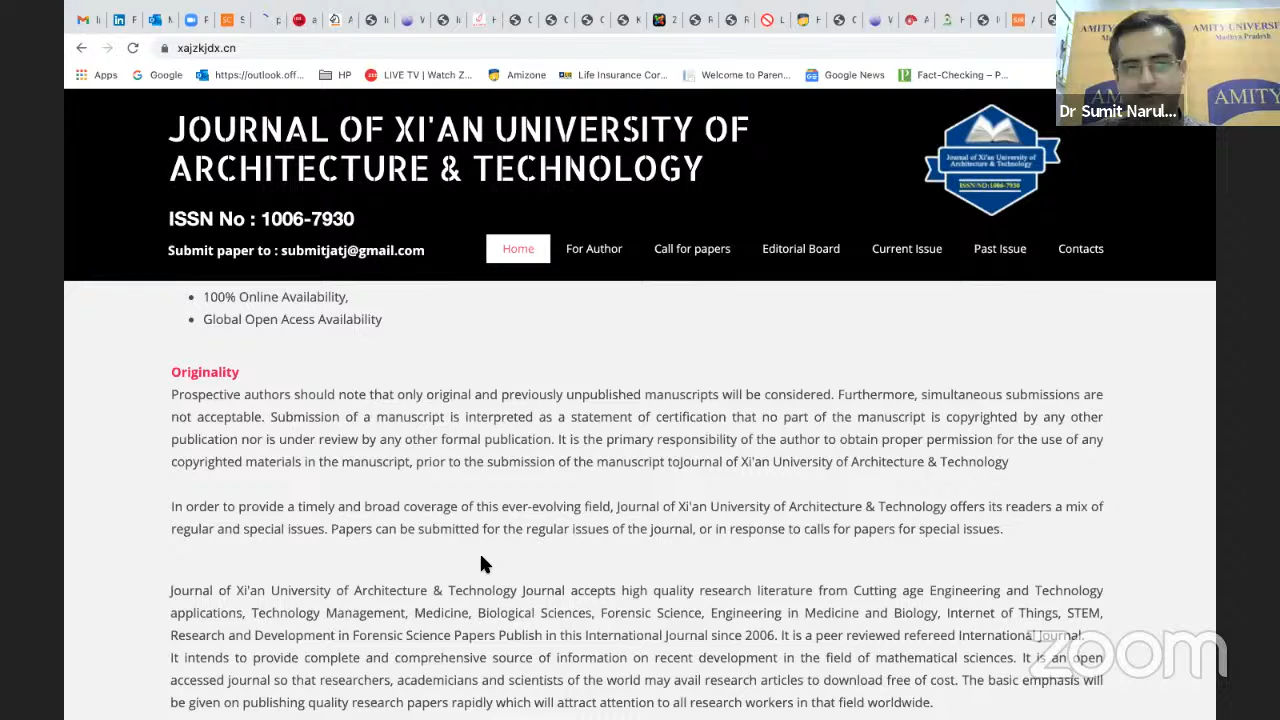 xajzkjdx.cn
Apps Google https://outlook.off... HP LIVE TV | Watch Z... Amizone Life Insurance Cor... Welcome to Paren... Google News Fact-Checking – P...
AMITY UNIVERSITY
Madhya Pradesh
AMITY
Dr Sumit Narul...
JOURNAL OF XI'AN UNIVERSITY OF
ARCHITECTURE & TECHNOLOGY
Journal of Xi'an University of
Architecture & Technology
ISSN NO:1006-7930
ISSN No : 1006-7930
Submit paper to : submitjatj@gmail.com
Home For Author Call for papers Editorial Board Current Issue Past Issue Contacts
100% Online Availability,
Global Open Acess Availability
Originality
Prospective authors should note that only original and previously unpublished manuscripts will be considered. Furthermore, simultaneous submissions are
not acceptable. Submission of a manuscript is interpreted as a statement of certification that no part of the manuscript is copyrighted by any other
publication nor is under review by any other formal publication. It is the primary responsibility of the author to obtain proper permission for the use of any
copyrighted materials in the manuscript, prior to the submission of the manuscript toJournal of Xi'an University of Architecture & Technology
In order to provide a timely and broad coverage of this ever-evolving field, Journal of Xi'an University of Architecture & Technology offers its readers a mix of
regular and special issues. Papers can be submitted for the regular issues of the journal, or in response to calls for papers for special issues.
Journal of Xi'an University of Architecture & Technology Journal accepts high quality research literature from Cutting age Engineering and Technology
applications, Technology Management, Medicine, Biological Sciences, Forensic Science, Engineering in Medicine and Biology, Internet of Things, STEM,
Research and Development in Forensic Science Papers Publish in this International Journal since 2006. It is a peer reviewed refereed International Journal.
It intends to provide complete and comprehensive source of information on recent development in the field of mathematical sciences. It is an open
accessed journal so that researchers, academicians and scientists of the world may avail research articles to download free of cost. The basic emphasis will
be given on publishing quality research papers rapidly which will attract attention to all research workers in that field worldwide.
zoom